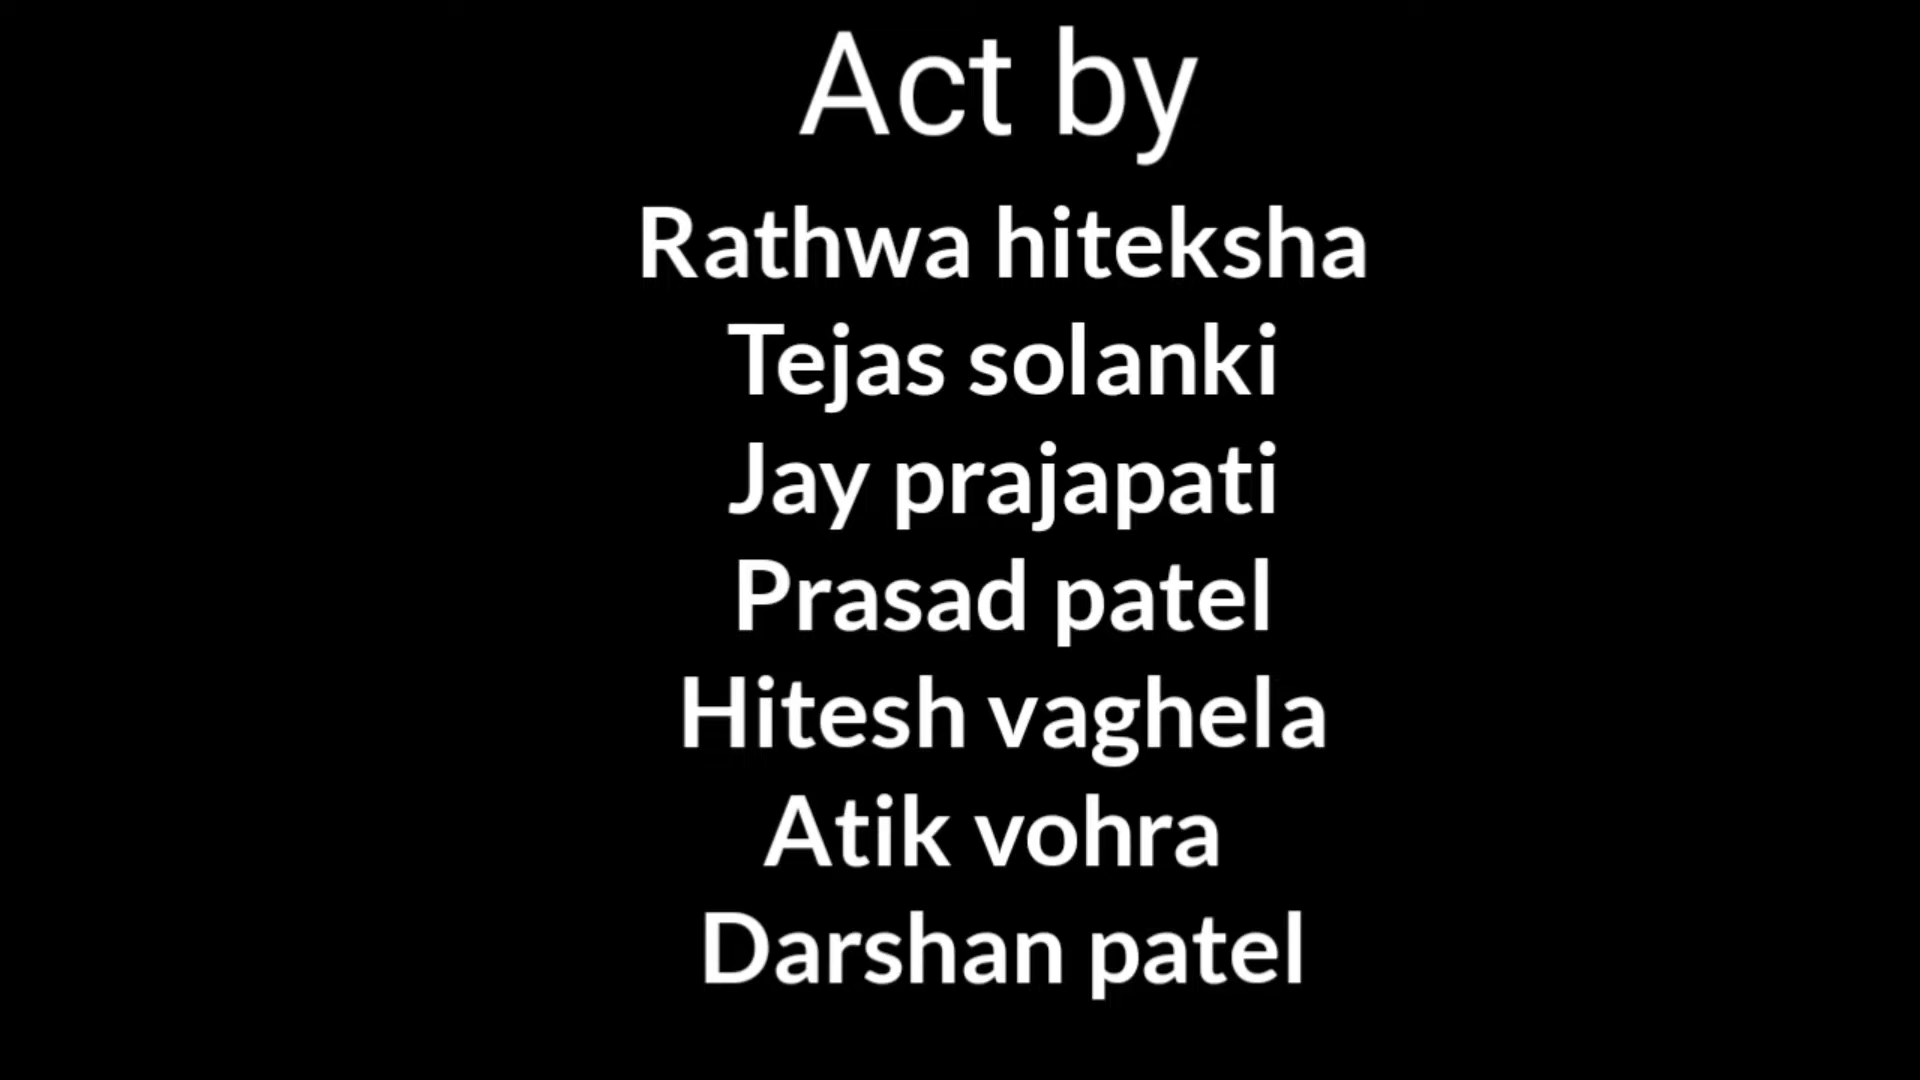 Act by
Rathwa hiteksha
Tejas solanki
Jay prajapati
Prasad patel
Hitesh vaghela
Atik vohra
Darshan patel